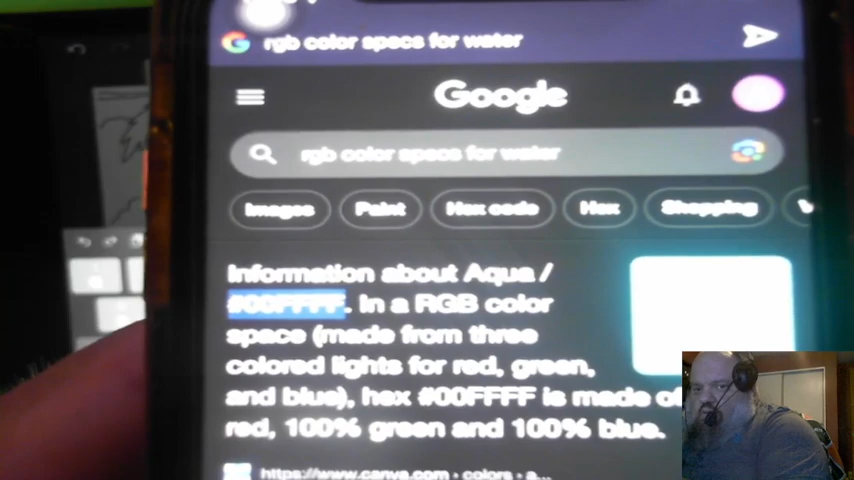 rgb color specs for water
Google
rgb color specs for water
Images Paint Hex code Hex Shopping
Information about Aqua /
#00FFFF. In a RGB color
space (made from three
colored lights for red, green,
and blue), hex #00FFFF is made of
red, 100% green and 100% blue.
https://www.canva.com › colors › a...